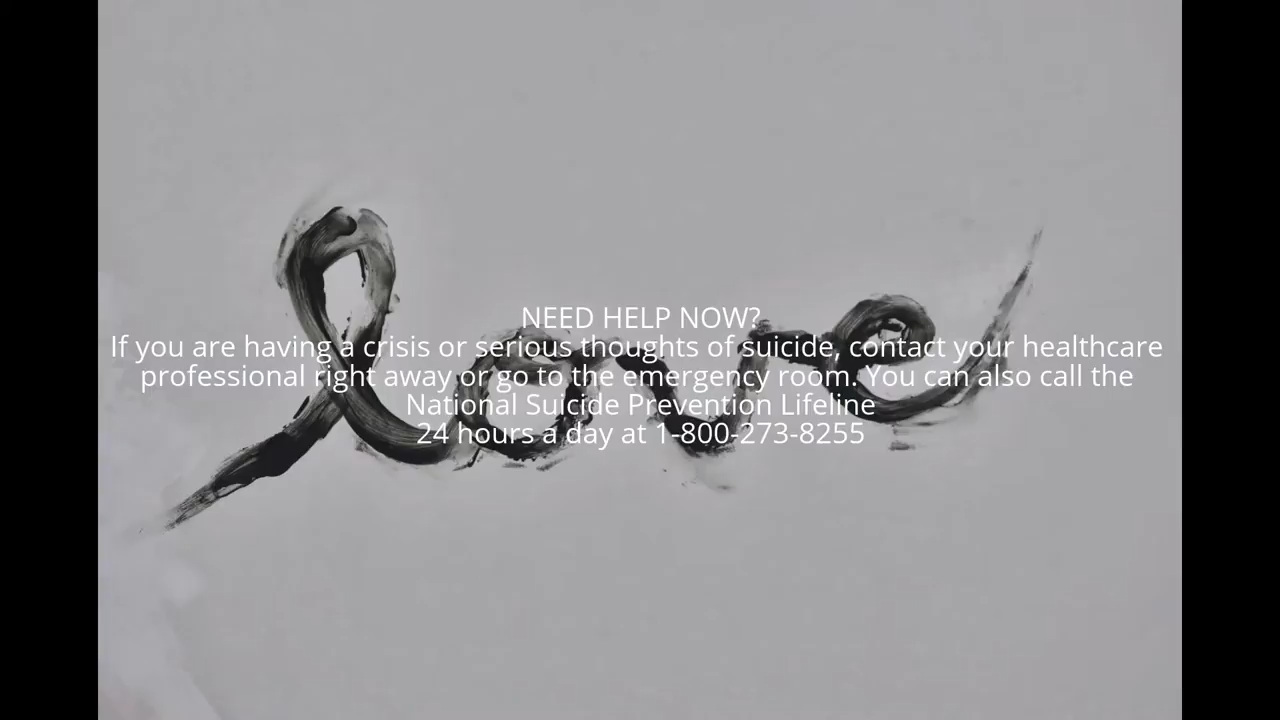 love
NEED HELP NOW?
If you are having a crisis or serious thoughts of suicide, contact your healthcare
professional right away or go to the emergency room. You can also call the
National Suicide Prevention Lifeline
24 hours a day at 1-800-273-8255